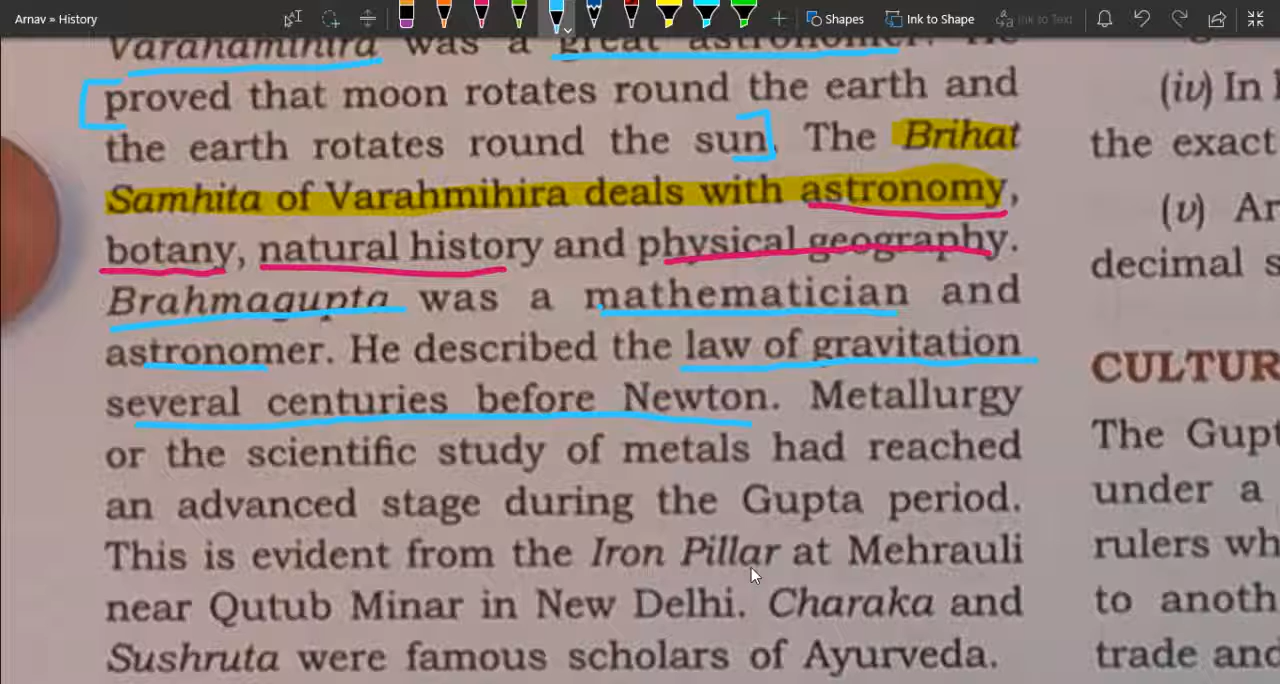 Arnav » History
Shapes
Ink to Shape
Ink to Text
Varahamihira was a great astronomer. He
proved that moon rotates round the earth and
the earth rotates round the sun. The Brihat
Samhita of Varahmihira deals with astronomy,
botany, natural history and physical geography.
Brahmagupta was a mathematician and
astronomer. He described the law of gravitation
several centuries before Newton. Metallurgy
or the scientific study of metals had reached
an advanced stage during the Gupta period.
This is evident from the Iron Pillar at Mehrauli
near Qutub Minar in New Delhi. Charaka and
Sushruta were famous scholars of Ayurveda.
(iv) In
the exact
(v) Ar
decimal s
CULTUR
The Gupt
under a
rulers wh
to anoth
trade and